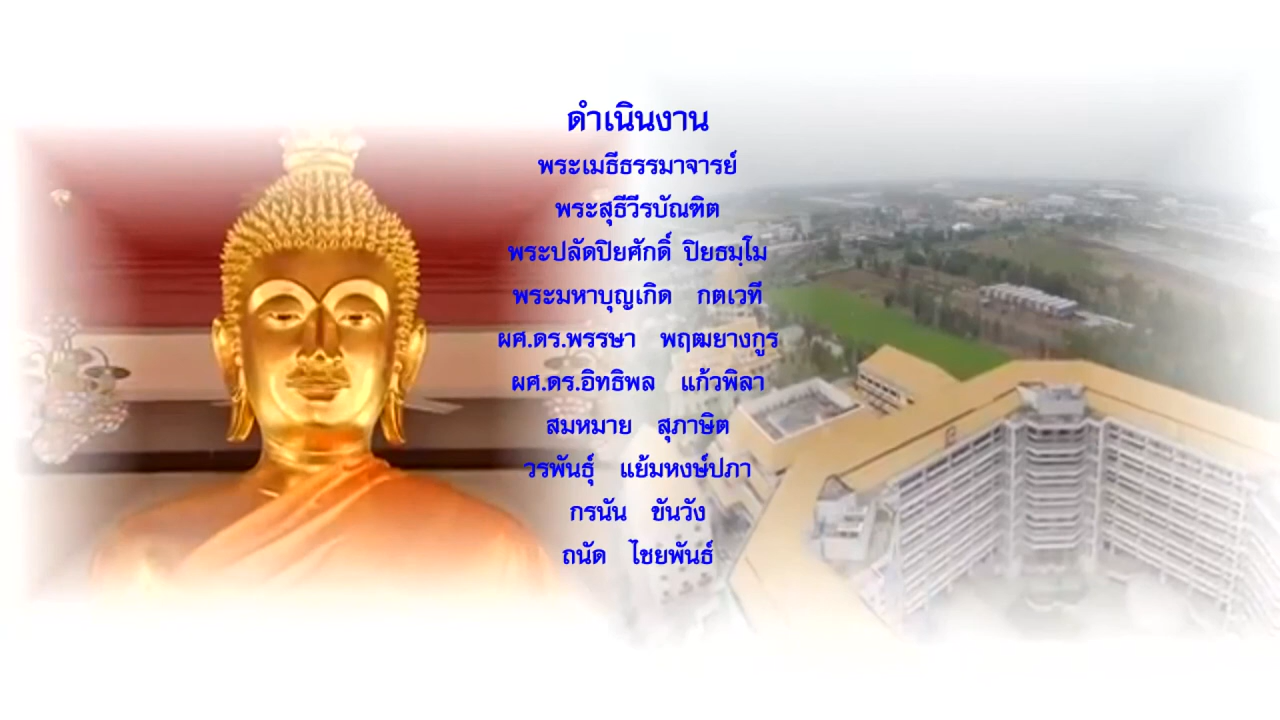 ดำเนินงาน
พระเมธีธรรมาจารย์
พระสุธีวีรบัณฑิต
พระปลัดปิยศักดิ์ ปิยธมฺโม
พระมหาบุญเกิด กตเวที
ผศ.ดร.พรรษา พฤฒยางกูร
ผศ.ดร.อิทธิพล แก้วพิลา
สมหมาย สุภาษิต
วรพันธุ์ แย้มหงษ์ปภา
กรนัน ขันวัง
ถนัด ไชยพันธ์